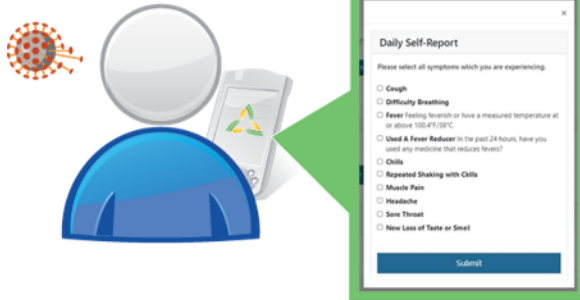 ×
Daily Self-Report
Please select all symptoms which you are experiencing.
Cough
Difficulty Breathing
Fever Feeling feverish or have a measured temperature at
or above 100.4°F/38°C
Used A Fever Reducer In the past 24 hours, have you
used any medicine that reduces fevers?
Chills
Repeated Shaking with Chills
Muscle Pain
Headache
Sore Throat
New Loss of Taste or Smell
Submit